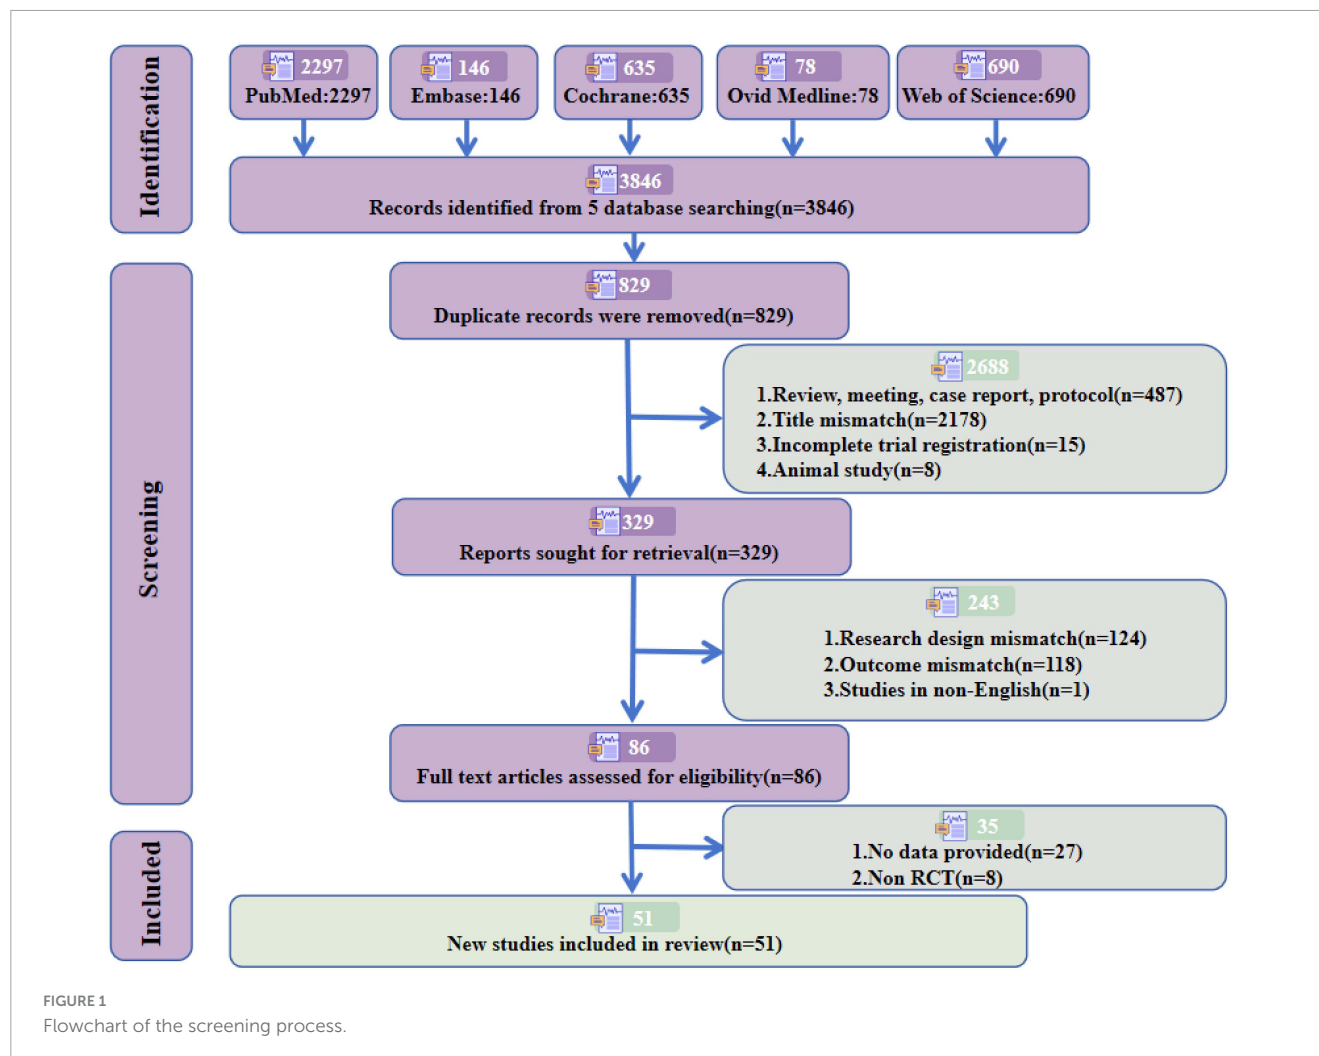 Identification
2297
PubMed:2297
146
Embase:146
635
Cochrane:635
78
Ovid Medline:78
690
Web of Science:690
3846
Records identified from 5 database searching(n=3846)
Screening
829
Duplicate records were removed(n=829)
2688
1.Review, meeting, case report, protocol(n=487)
2.Title mismatch(n=2178)
3.Incomplete trial registration(n=15)
4.Animal study(n=8)
329
Reports sought for retrieval(n=329)
243
1.Research design mismatch(n=124)
2.Outcome mismatch(n=118)
3.Studies in non-English(n=1)
86
Full text articles assessed for eligibility(n=86)
Included
35
1.No data provided(n=27)
2.Non RCT(n=8)
51
New studies included in review(n=51)
FIGURE 1
Flowchart of the screening process.